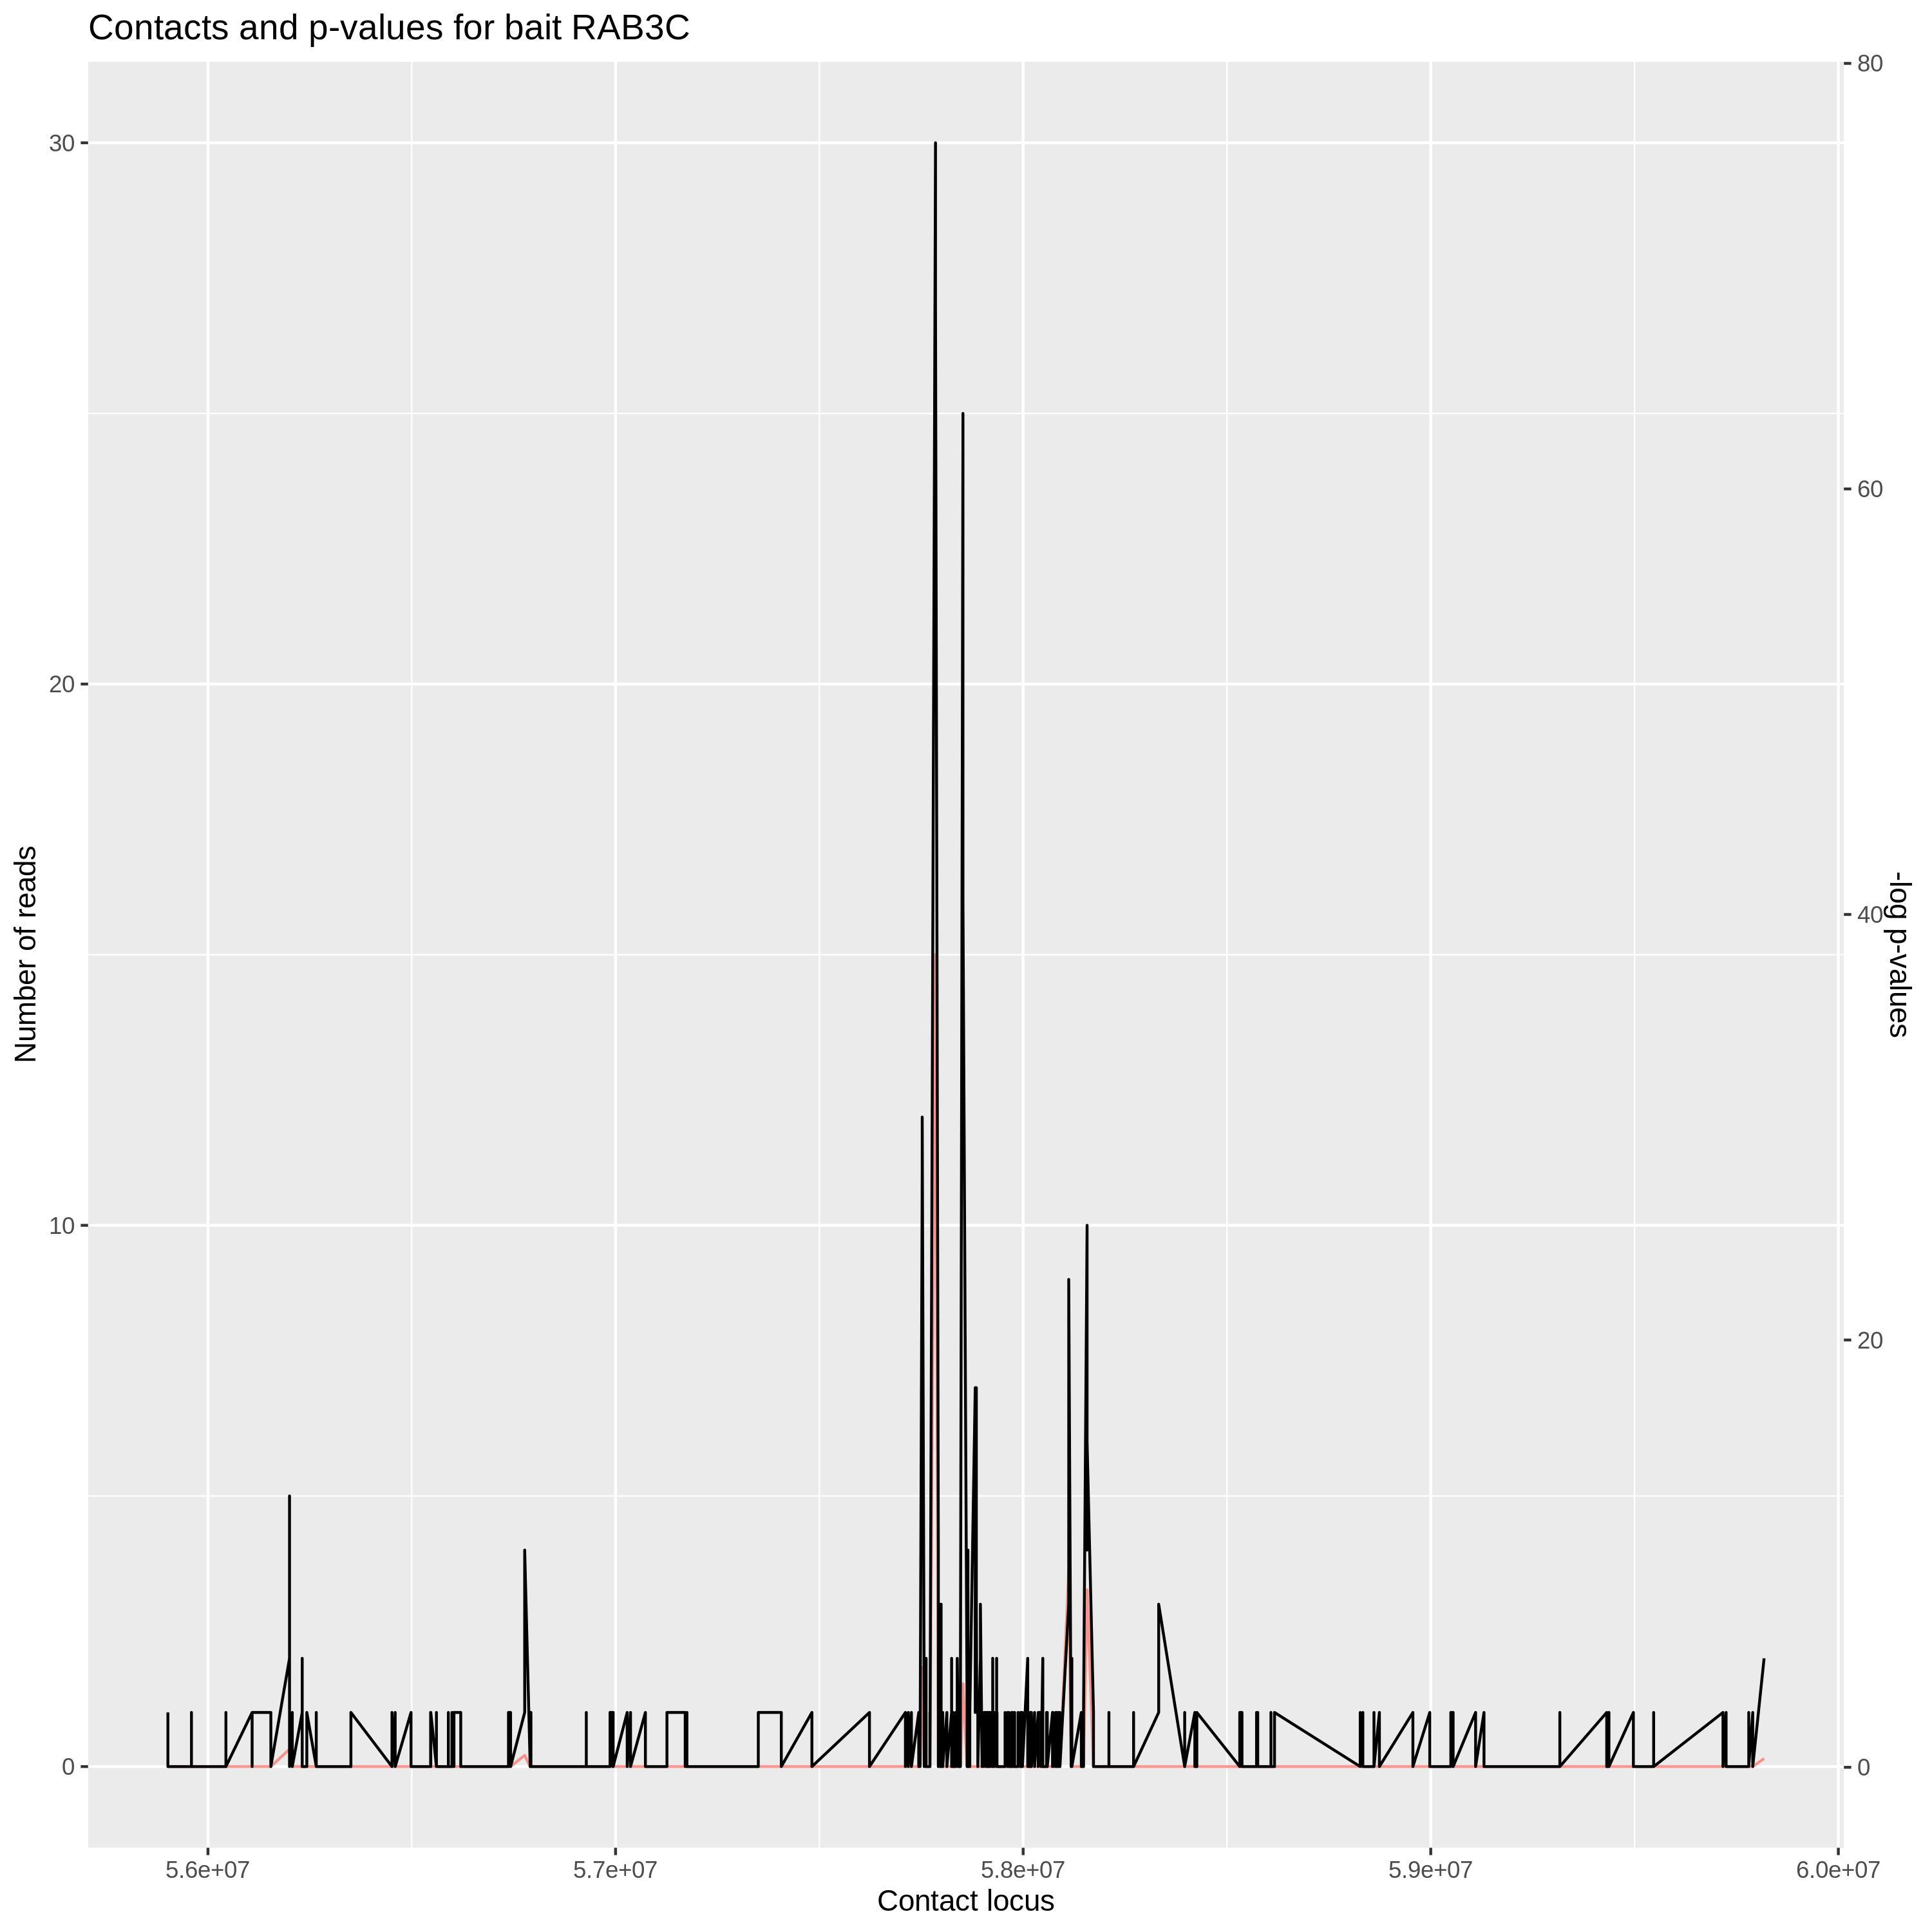 Contacts and p-values for bait RAB3C
80
30
60
20
Number of reads
40
-log p-values
10
20
0
0
5.6e+07
5.7e+07
5.8e+07
5.9e+07
6.0e+07
Contact locus